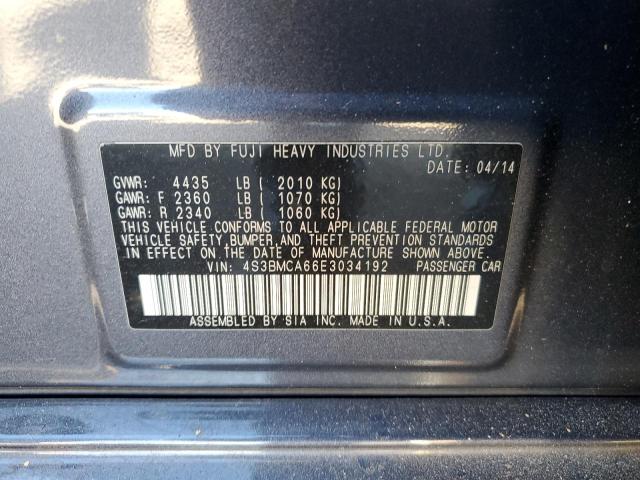 MFD BY FUJI HEAVY INDUSTRIES LTD.
DATE: 04/14
GVWR: 4435 LB ( 2010 KG)
GAWR: F 2360 LB ( 1070 KG)
GAWR: R 2340 LB ( 1060 KG)
THIS VEHICLE CONFORMS TO ALL APPLICABLE FEDERAL MOTOR
VEHICLE SAFETY, BUMPER, AND THEFT PREVENTION STANDARDS
IN EFFECT ON THE DATE OF MANUFACTURE SHOWN ABOVE.
VIN: 4S3BMCA66E3034192 PASSENGER CAR
ASSEMBLED BY SIA INC. MADE IN U.S.A.